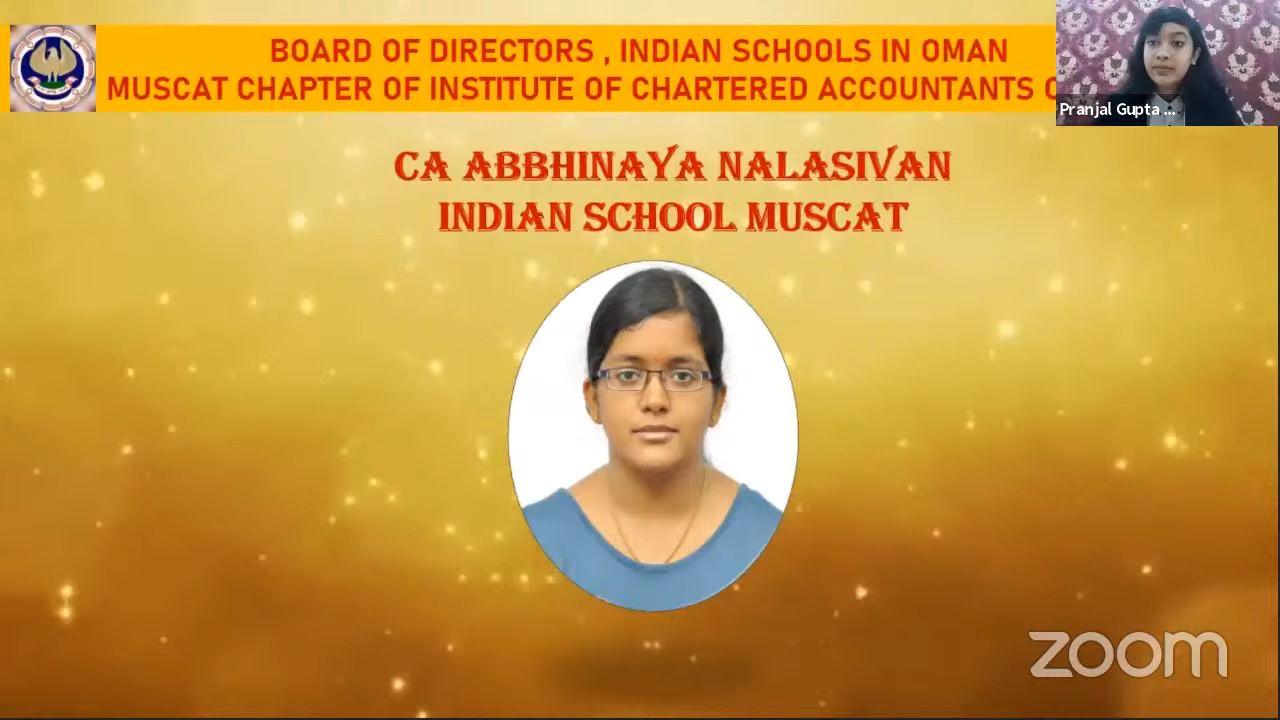 BOARD OF DIRECTORS , INDIAN SCHOOLS IN OMAN
MUSCAT CHAPTER OF INSTITUTE OF CHARTERED ACCOUNTANTS
Pranjal Gupta ...
CA ABBHINAYA NALASIVAN
INDIAN SCHOOL MUSCAT
zoom